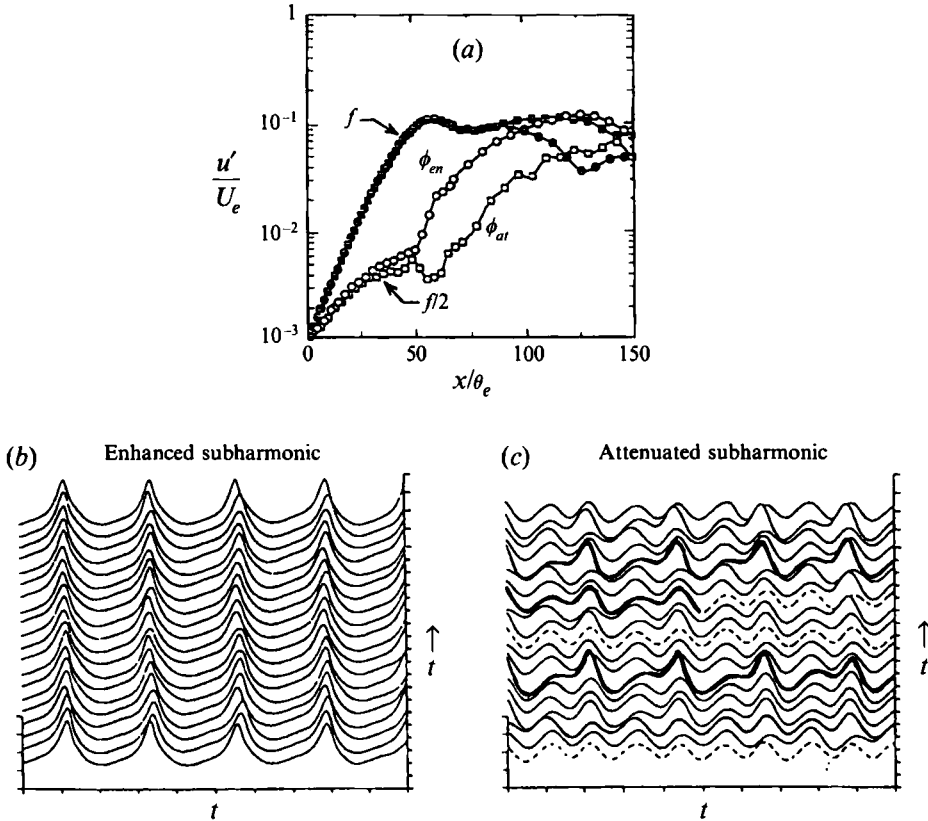 1
(a)
f
10⁻¹
u′
U_e
ϕ_en
10⁻²
ϕ_at
f/2
10⁻³
0
50
100
150
x/θ_e
(b)
Enhanced subharmonic
t
t
(c)
Attenuated subharmonic
t
t